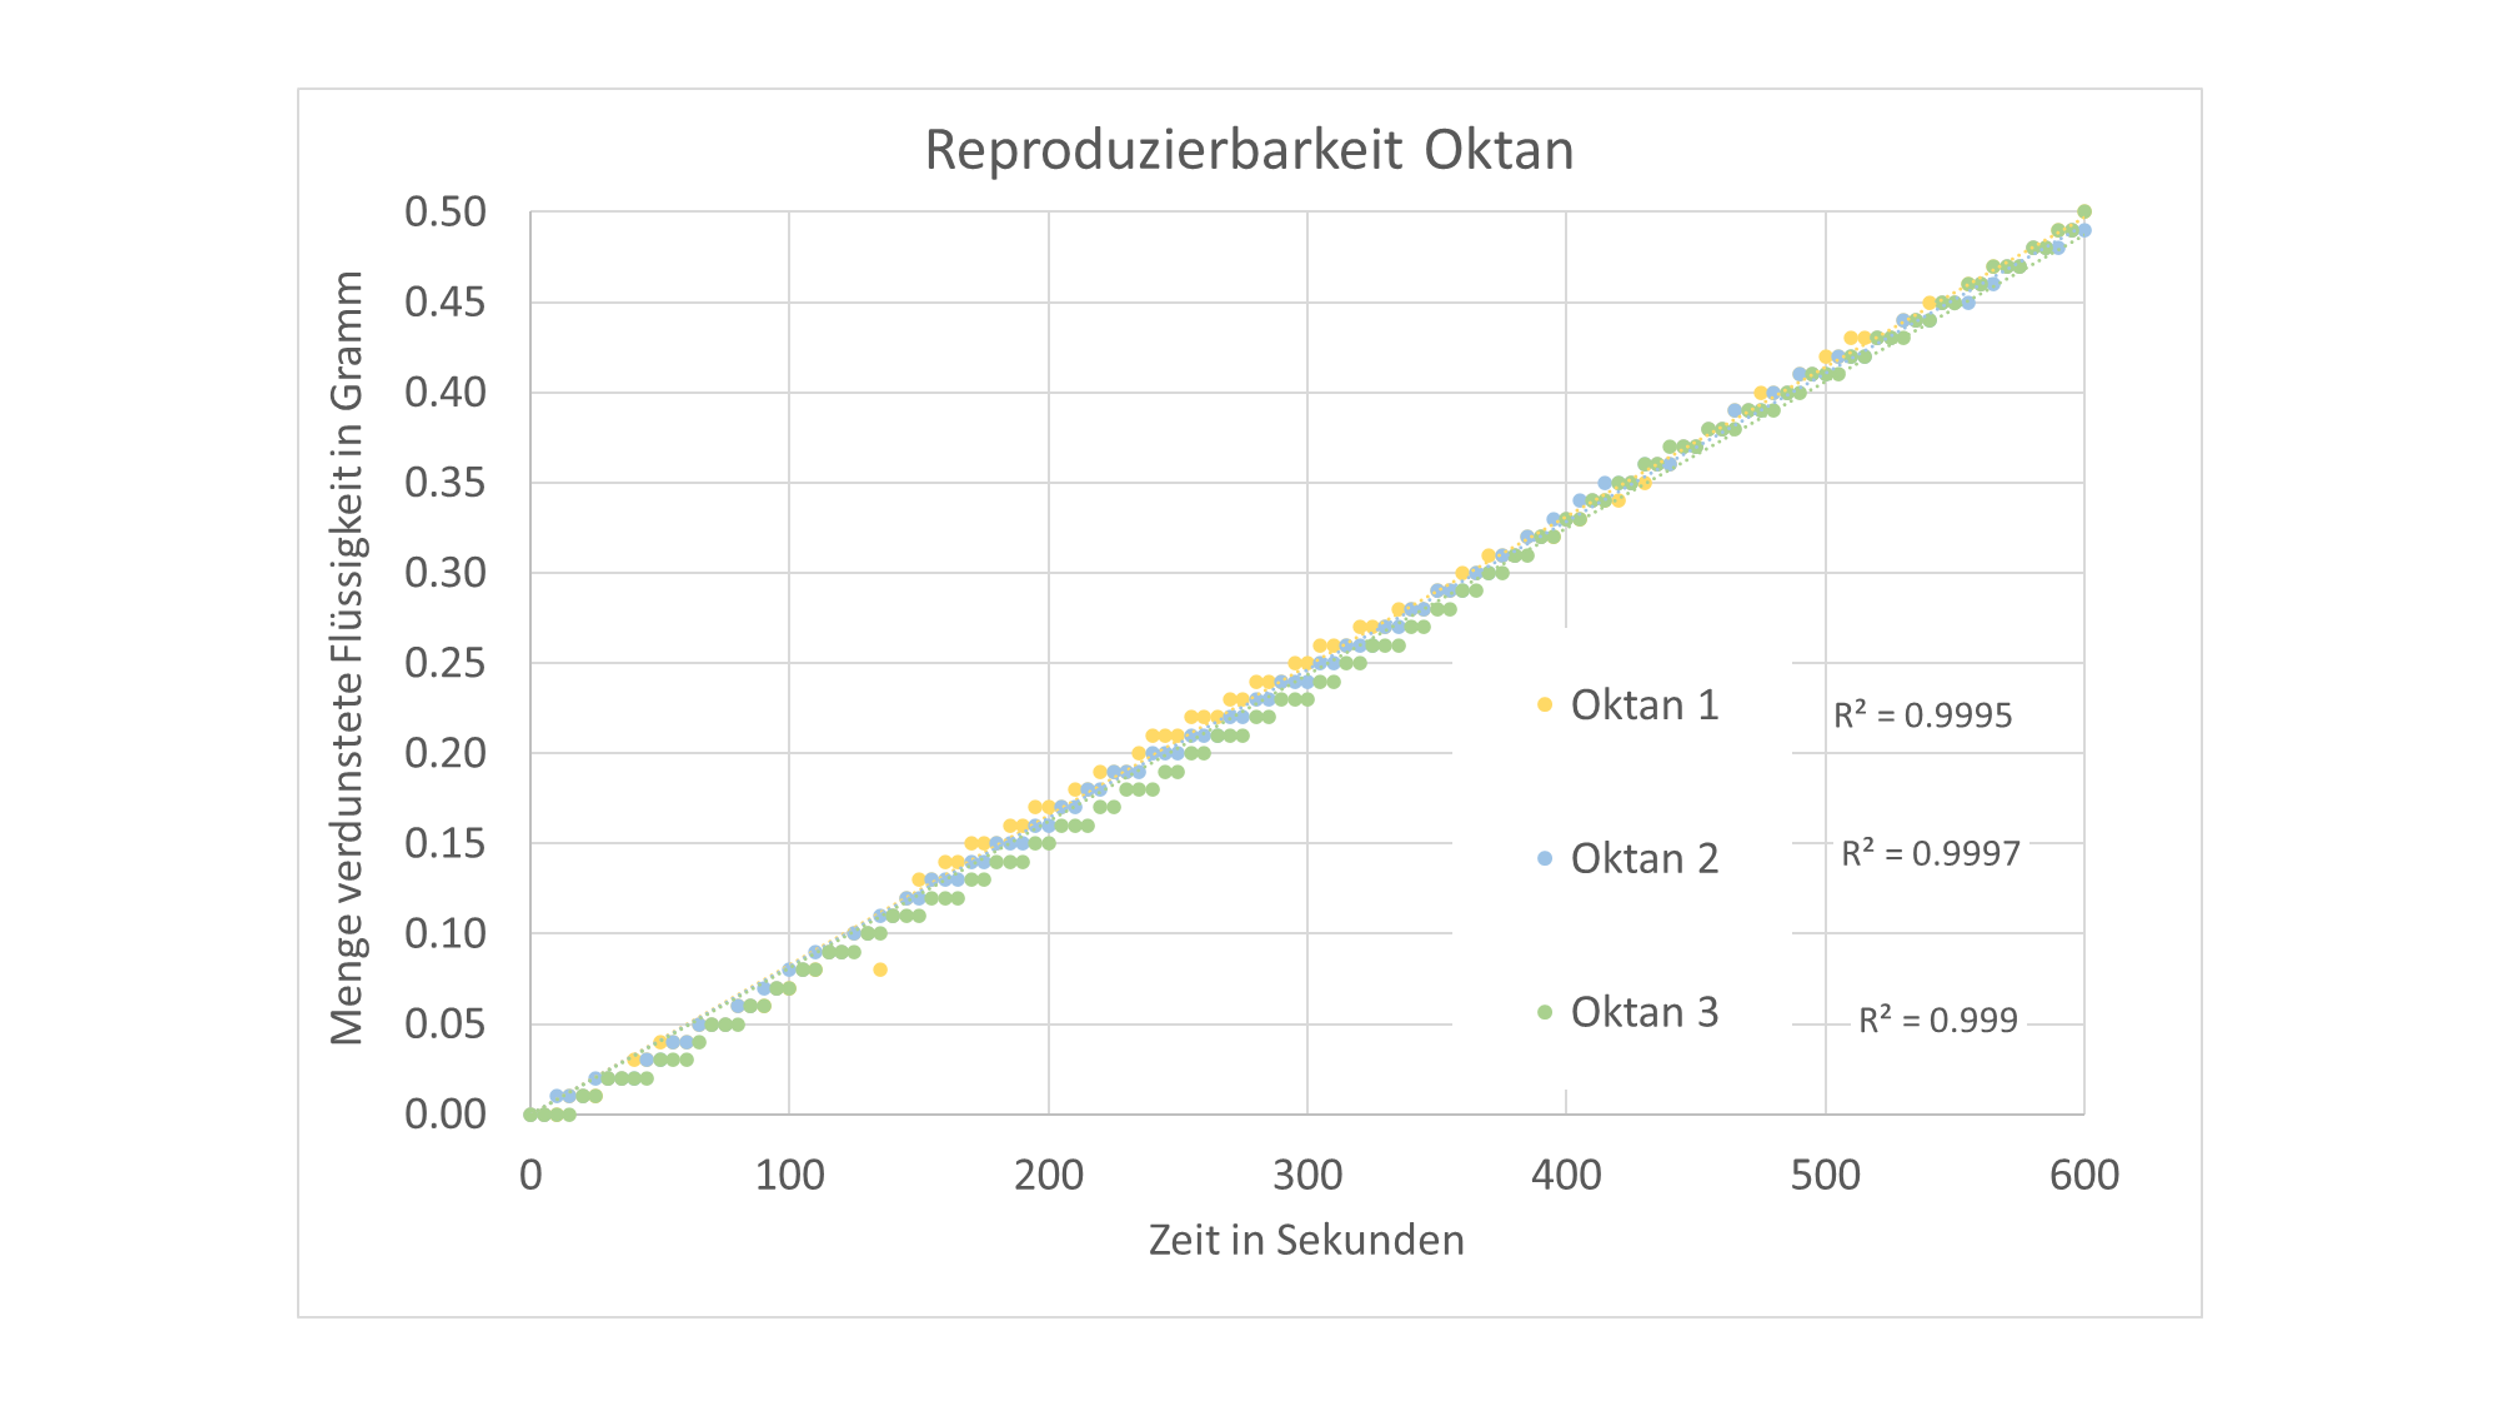 Reproduzierbarkeit Oktan
Menge verdunstete Flüssigkeit in Gramm
0.50
0.45
0.40
0.35
0.30
0.25
0.20
0.15
0.10
0.05
0.00
Oktan 1
R² = 0.9995
Oktan 2
R² = 0.9997
Oktan 3
R² = 0.999
0 100 200 300 400 500 600
Zeit in Sekunden